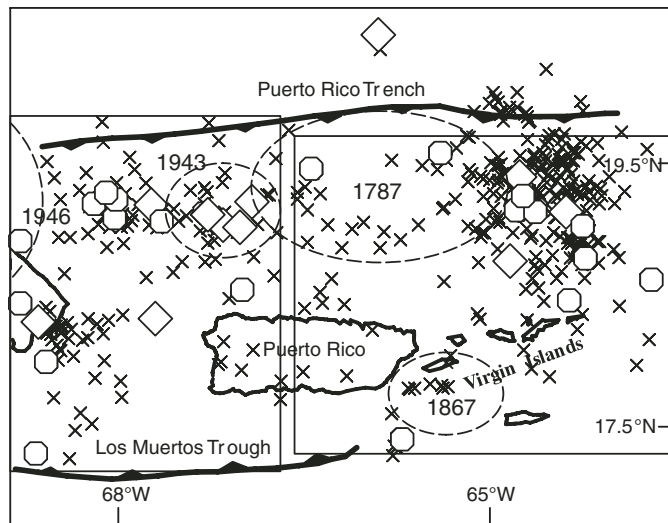 Puerto Rico Trench
1943
19.5°N
1787
1946
Puerto Rico
Virgin Islands
1867
17.5°N
Los Muertos Trough
68°W
65°W